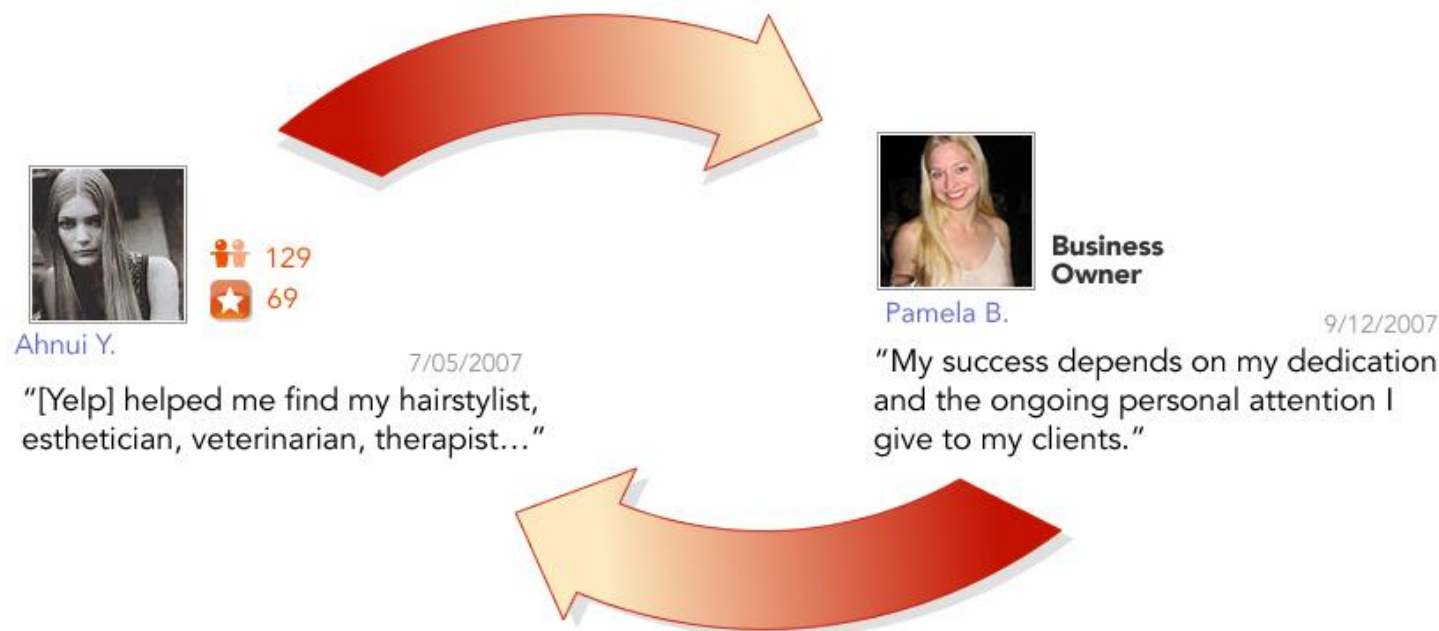 129
69
Ahnui Y.
7/05/2007
"[Yelp] helped me find my hairstylist,
esthetician, veterinarian, therapist…"
Business
Owner
Pamela B.
9/12/2007
"My success depends on my dedication
and the ongoing personal attention I
give to my clients."